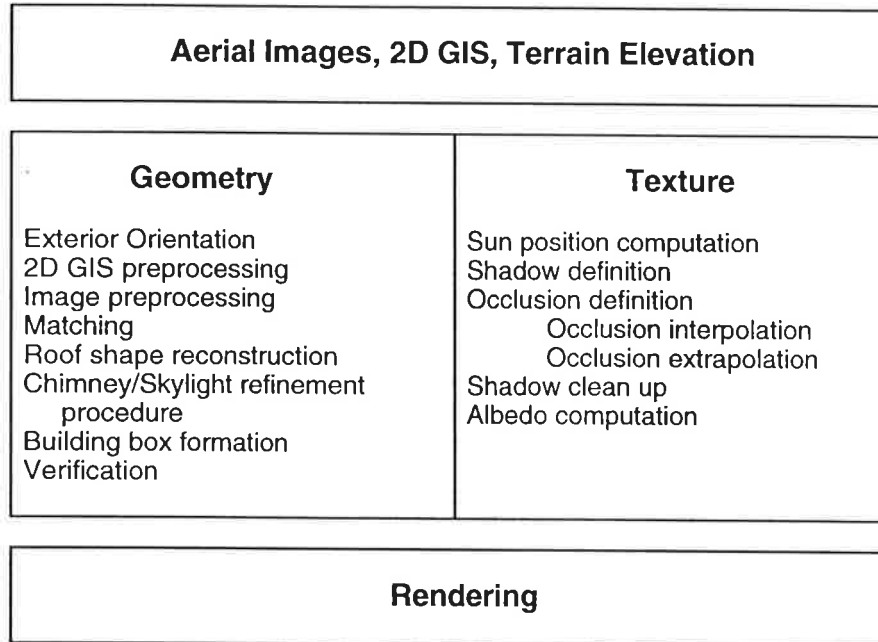 Aerial Images, 2D GIS, Terrain Elevation
Geometry
Exterior Orientation
2D GIS preprocessing
Image preprocessing
Matching
Roof shape reconstruction
Chimney/Skylight refinement
procedure
Building box formation
Verification
Texture
Sun position computation
Shadow definition
Occlusion definition
Occlusion interpolation
Occlusion extrapolation
Shadow clean up
Albedo computation
Rendering